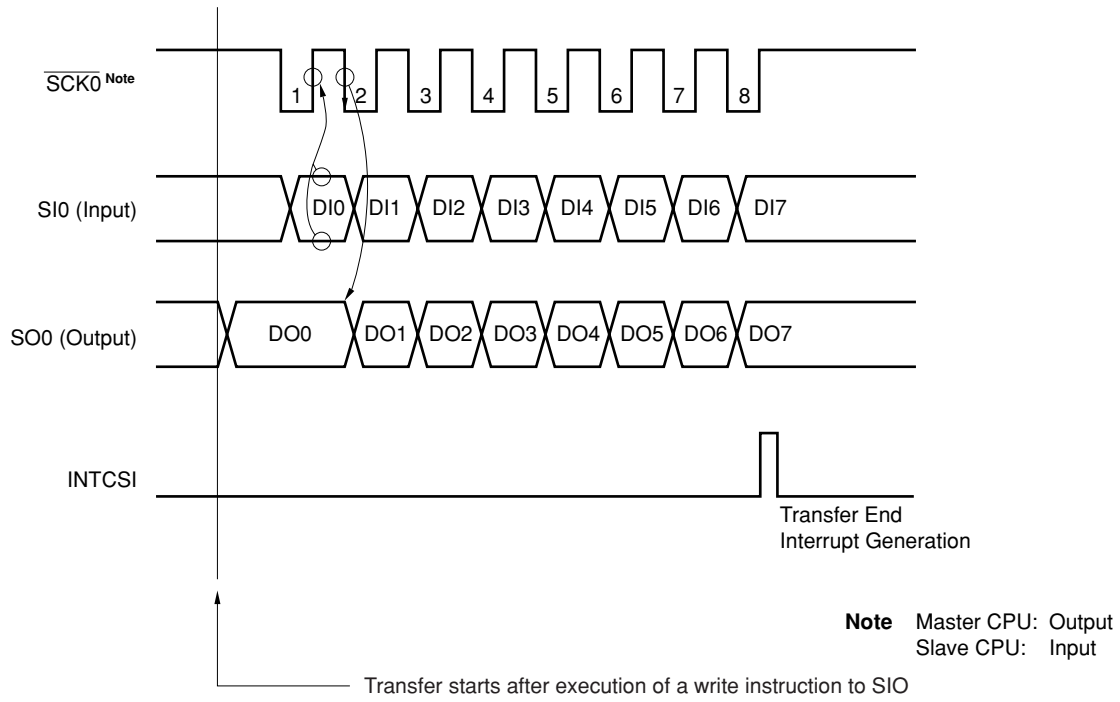 SCK0 Note
1 2 3 4 5 6 7 8
SI0 (Input)
DI0 DI1 DI2 DI3 DI4 DI5 DI6 DI7
SO0 (Output)
DO0 DO1 DO2 DO3 DO4 DO5 DO6 DO7
INTCSI
Transfer End
Interrupt Generation
Note Master CPU: Output
Slave CPU: Input
Transfer starts after execution of a write instruction to SIO